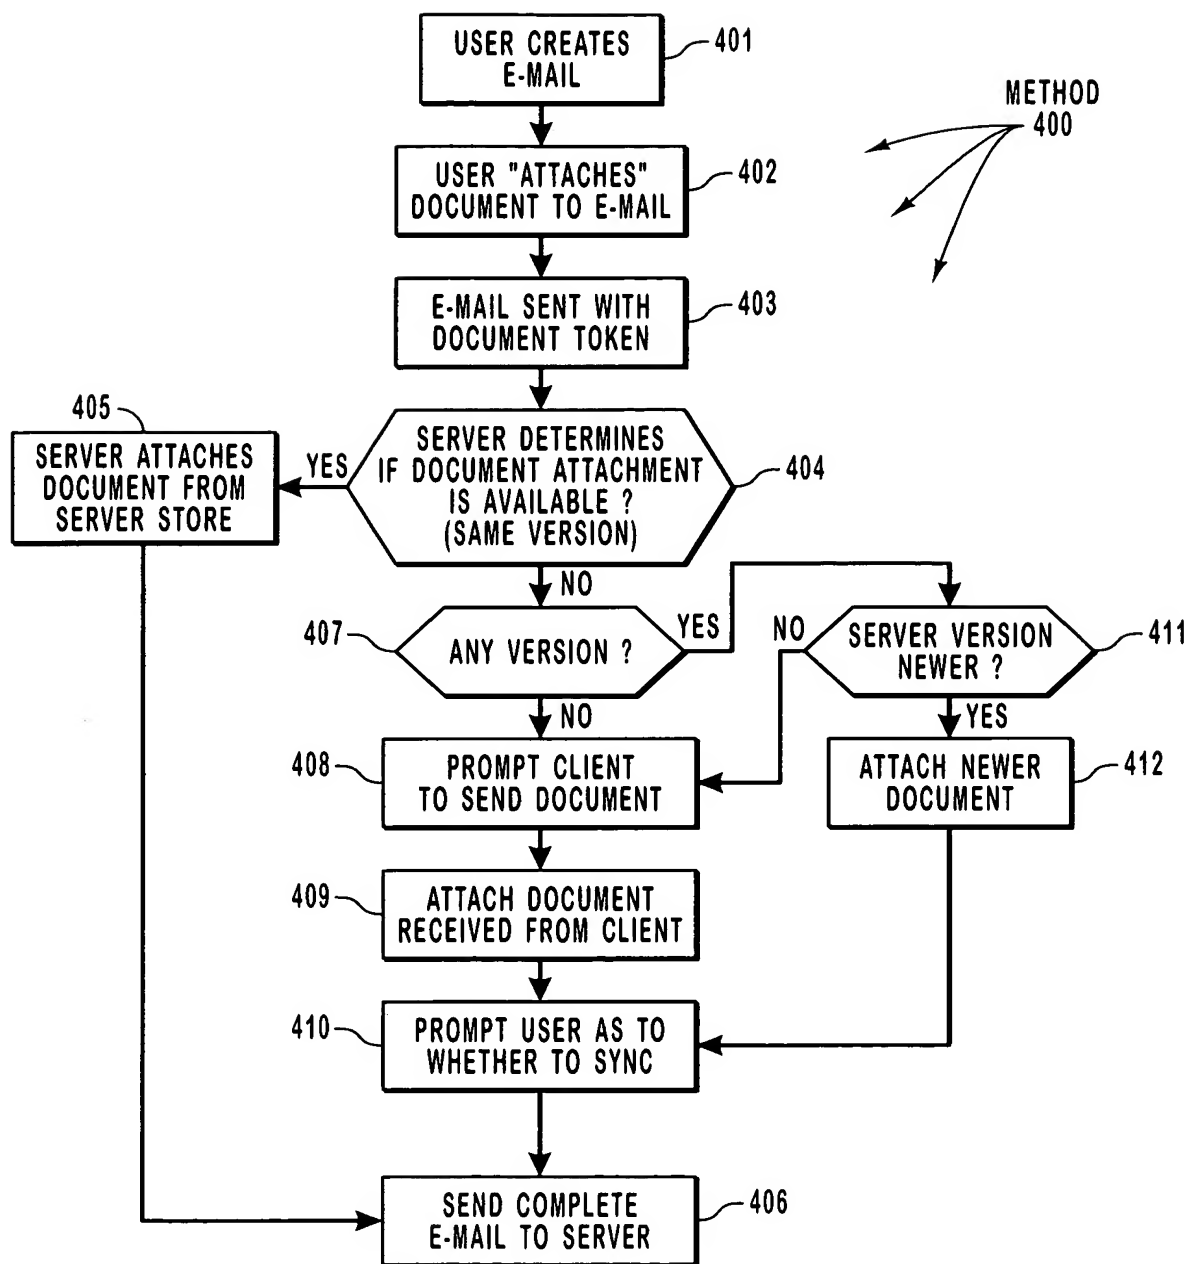 USER CREATES
E-MAIL
401
METHOD
400
USER "ATTACHES"
DOCUMENT TO E-MAIL
402
E-MAIL SENT WITH
DOCUMENT TOKEN
403
405
SERVER ATTACHES
DOCUMENT FROM
SERVER STORE
YES
SERVER DETERMINES
IF DOCUMENT ATTACHMENT
IS AVAILABLE ?
(SAME VERSION)
404
NO
407
ANY VERSION ?
YES
NO
SERVER VERSION
NEWER ?
411
NO
YES
408
PROMPT CLIENT
TO SEND DOCUMENT
ATTACH NEWER
DOCUMENT
412
409
ATTACH DOCUMENT
RECEIVED FROM CLIENT
410
PROMPT USER AS TO
WHETHER TO SYNC
SEND COMPLETE
E-MAIL TO SERVER
406